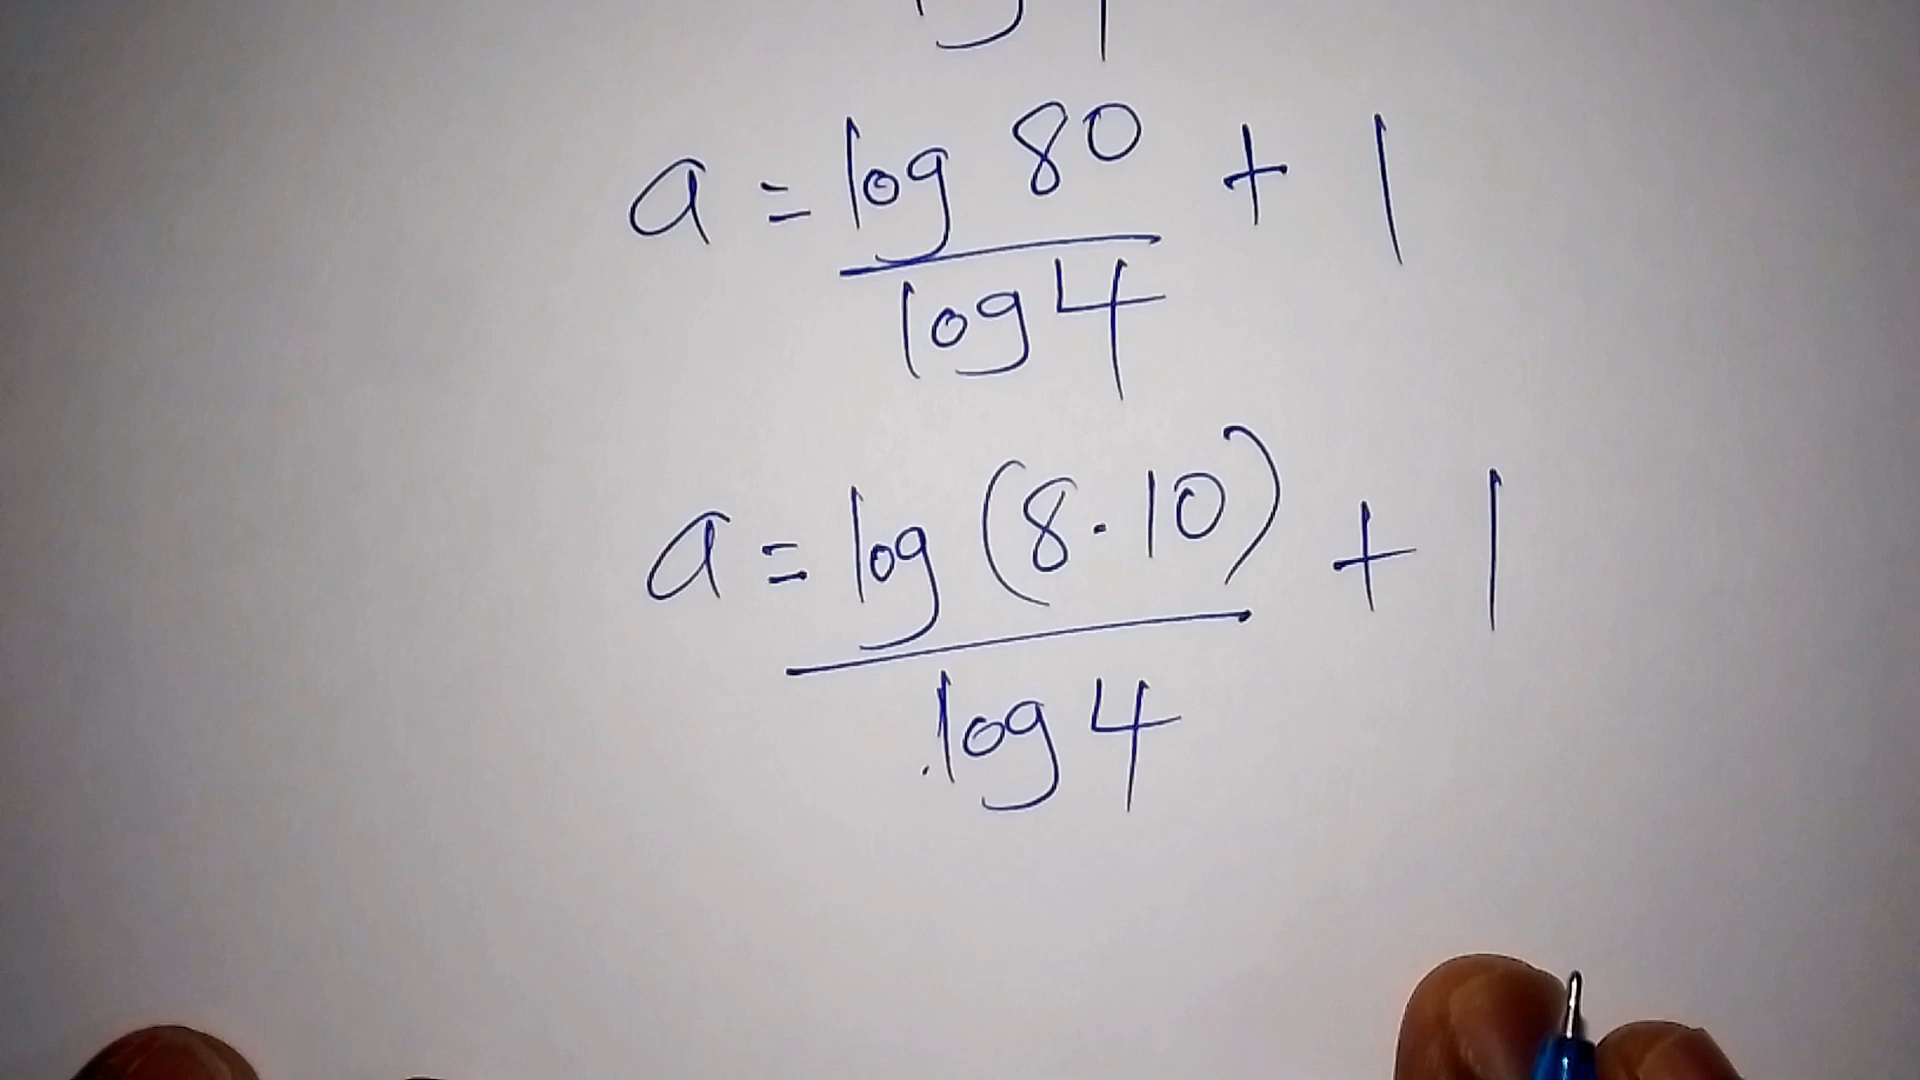 a = log 80 + 1
log 4
a = log (8.10) + 1
log 4